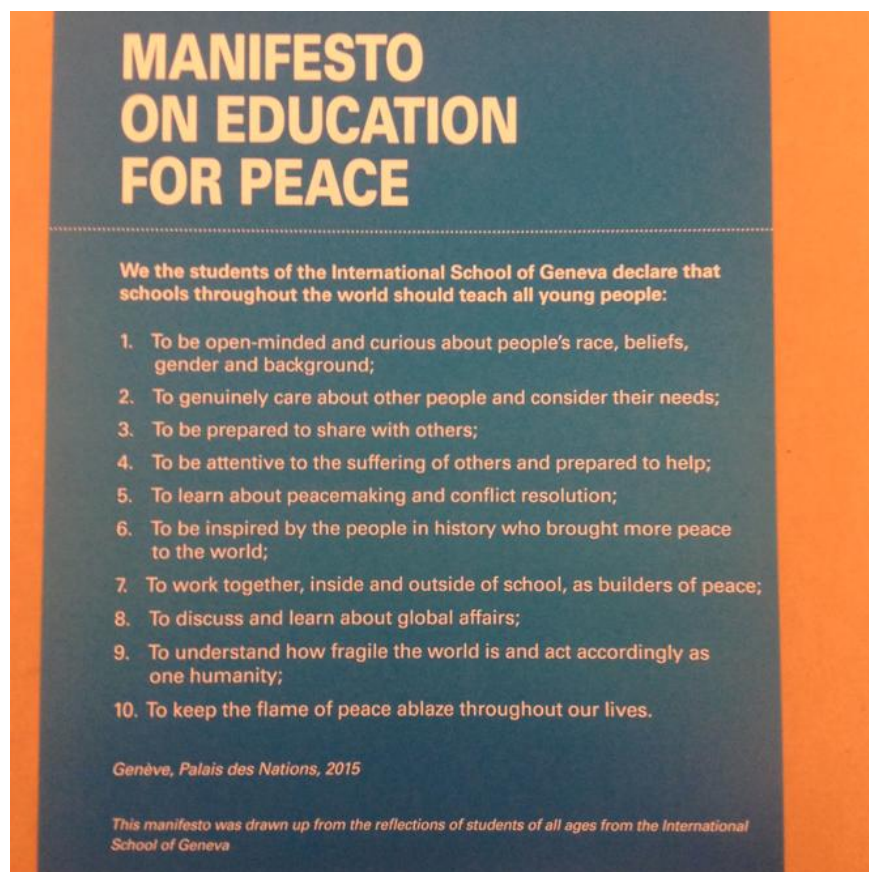 MANIFESTO
ON EDUCATION
FOR PEACE
We the students of the International School of Geneva declare that
schools throughout the world should teach all young people:
1. To be open-minded and curious about people's race, beliefs,
gender and background;
2. To genuinely care about other people and consider their needs;
3. To be prepared to share with others;
4. To be attentive to the suffering of others and prepared to help;
5. To learn about peacemaking and conflict resolution;
6. To be inspired by the people in history who brought more peace
to the world;
7. To work together, inside and outside of school, as builders of peace;
8. To discuss and learn about global affairs;
9. To understand how fragile the world is and act accordingly as
one humanity;
10. To keep the flame of peace ablaze throughout our lives.
Genève, Palais des Nations, 2015
This manifesto was drawn up from the reflections of students of all ages from the International
School of Geneva